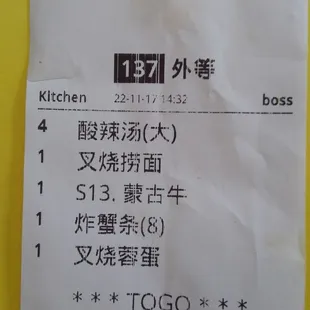 137 外等
Kitchen 22-11-17 14:32 boss
4 酸辣汤(大)
1 叉烧捞面
1 S13. 蒙古牛
1 炸蟹条(8)
1 叉烧蓉蛋
* * * TOGO * * *